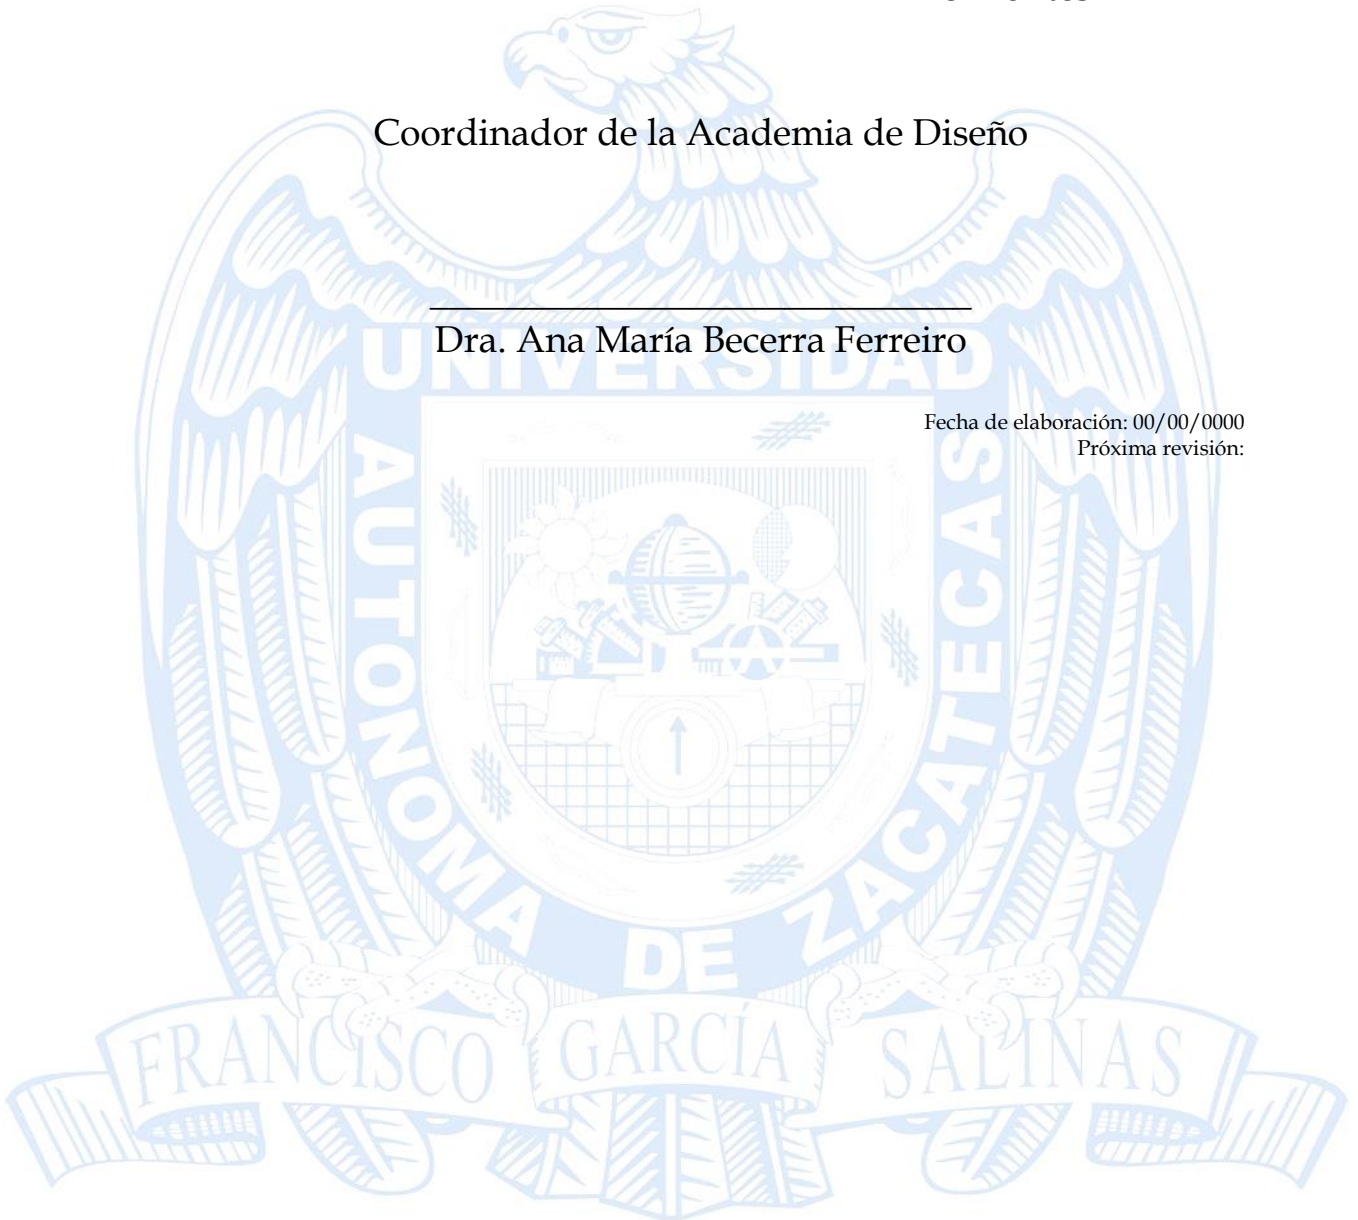 Coordinador de la Academia de Diseño
Dra. Ana María Becerra Ferreiro
Fecha de elaboración: 00/00/0000
Próxima revisión:
UNIVERSIDAD
AUTONOMA
DE
ZACATECAS
FRANCISCO GARCÍA SALINAS